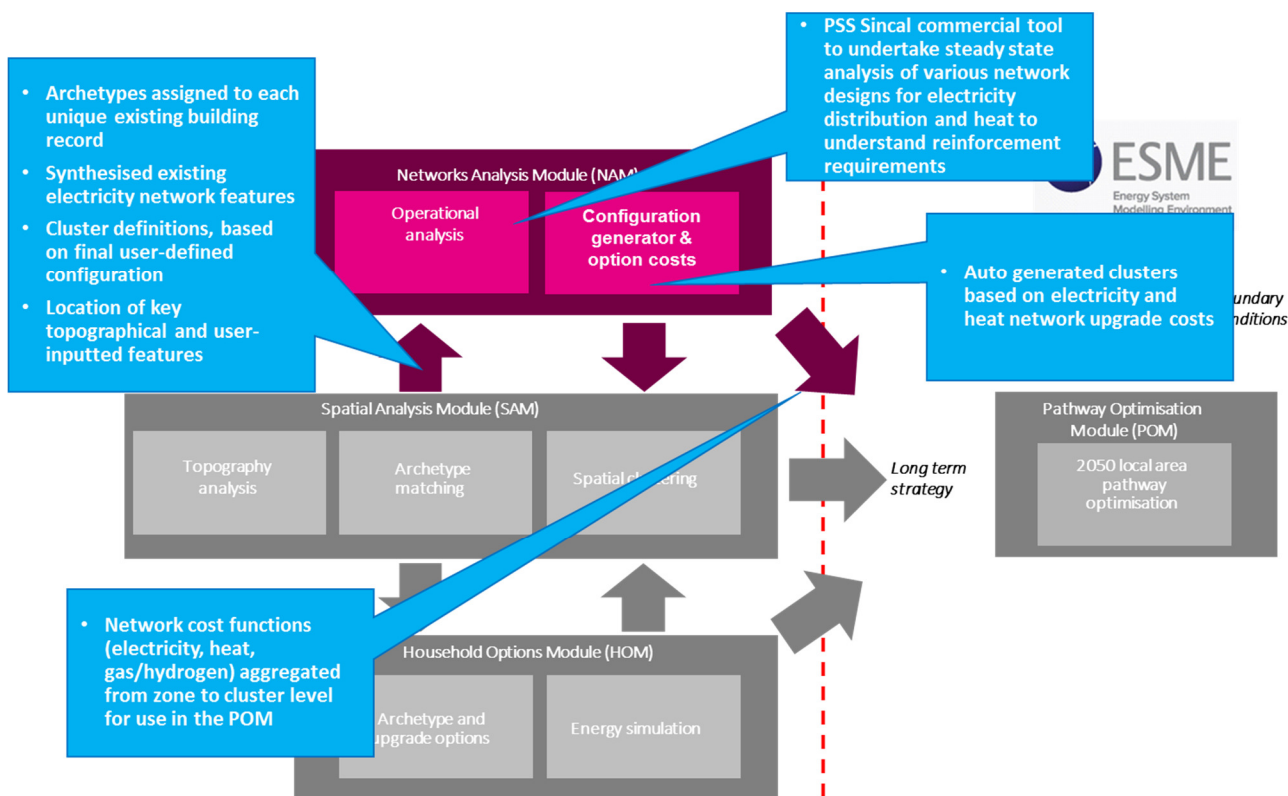 • PSS Sincal commercial tool
to undertake steady state
analysis of various network
designs for electricity
distribution and heat to
understand reinforcement
requirements
• Archetypes assigned to each
unique existing building
record
• Synthesised existing
electricity network features
• Cluster definitions, based
on final user-defined
configuration
• Location of key
topographical and user-
inputted features
Networks Analysis Module (NAM)
Operational
analysis
Configuration
generator &
option costs
ESME
Energy System
Modelling Environment
• Auto generated clusters
based on electricity and
heat network upgrade costs
Spatial Analysis Module (SAM)
Topography
analysis
Archetype
matching
Spatial clustering
Long term
strategy
Pathway Optimisation
Module (POM)
2050 local area
pathway
optimisation
• Network cost functions
(electricity, heat,
gas/hydrogen) aggregated
from zone to cluster level
for use in the POM
Household Options Module (HOM)
Archetype and
upgrade options
Energy simulation